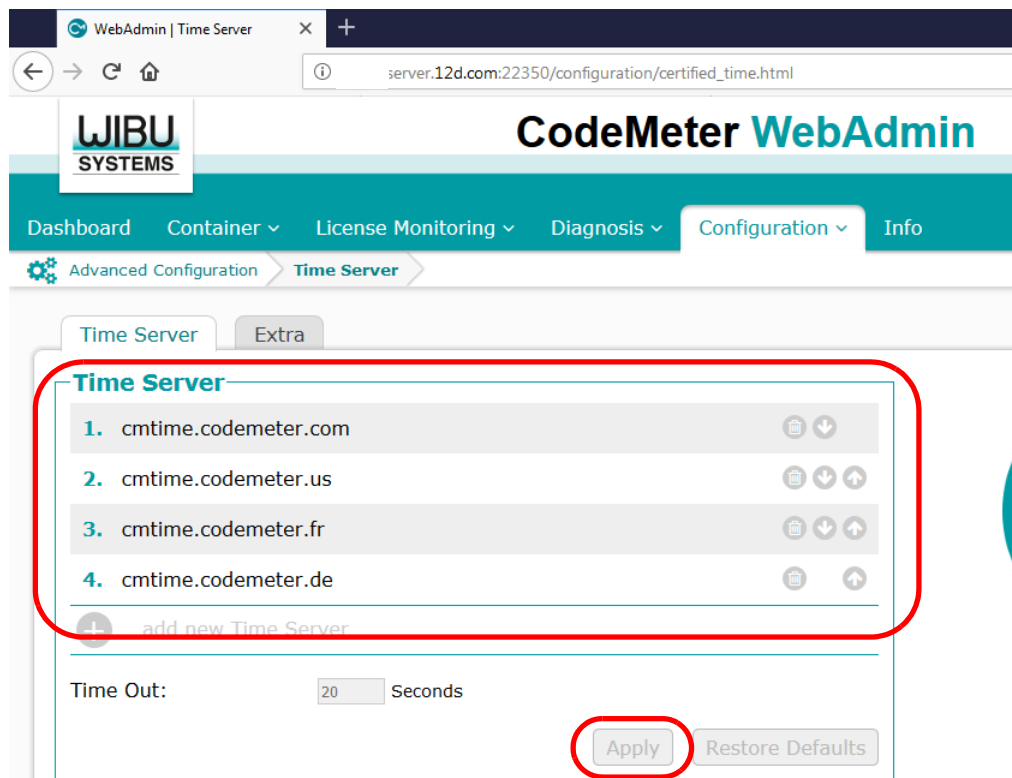 WebAdmin | Time Server
server.12d.com:22350/configuration/certified_time.html
WIBU
SYSTEMS
CodeMeter WebAdmin
Dashboard Container License Monitoring Diagnosis Configuration Info
Advanced Configuration Time Server
Time Server Extra
Time Server
1. cmtime.codemeter.com
2. cmtime.codemeter.us
3. cmtime.codemeter.fr
4. cmtime.codemeter.de
add new Time Server
Time Out: 20 Seconds
Apply Restore Defaults